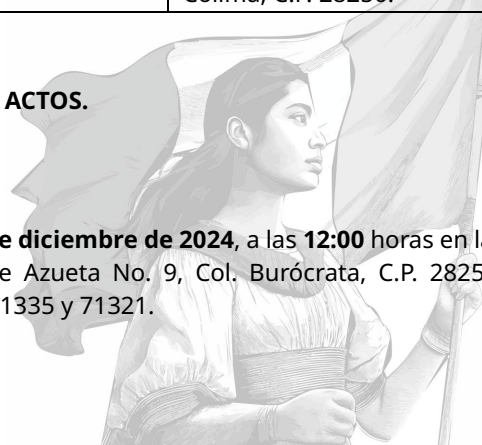 Colima, C.P. 28250.
ACTOS.
e diciembre de 2024, a las 12:00 horas en la
e Azueta No. 9, Col. Burócrata, C.P. 2825
1335 y 71321.